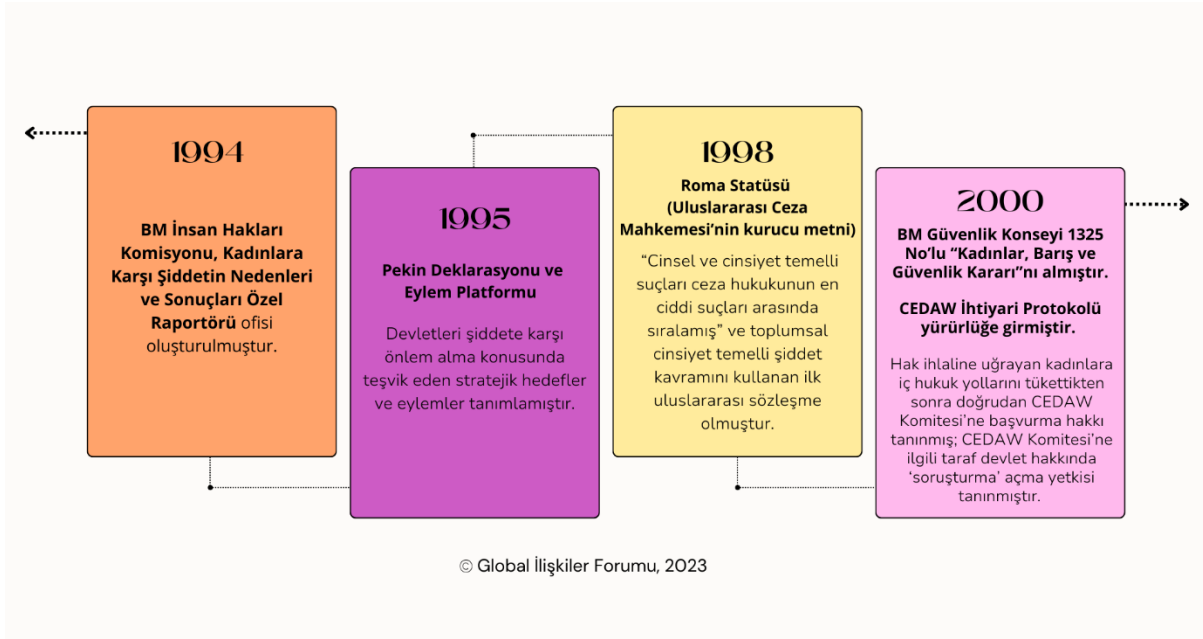 1994
BM İnsan Hakları
Komisyonu, Kadınlara
Karşı Şiddetin Nedenleri
ve Sonuçları Özel
Raportörü ofisi
oluşturulmuştur.
1995
Pekin Deklarasyonu ve
Eylem Platformu
Devletleri şiddete karşı
önlem alma konusunda
teşvik eden stratejik hedefler
ve eylemler tanımlamıştır.
1998
Roma Statüsü
(Uluslararası Ceza
Mahkemesi’nin kurucu metni)
“Cinsel ve cinsiyet temelli
suçları ceza hukukunun en
ciddi suçları arasında
sıralamış” ve toplumsal
cinsiyet temelli şiddet
kavramını kullanan ilk
uluslararası sözleşme
olmuştur.
2000
BM Güvenlik Konseyi 1325
No’lu “Kadınlar, Barış ve
Güvenlik Kararı”nı almıştır.
CEDAW İhtiyari Protokolü
yürürlüğe girmiştir.
Hak ihlaline uğrayan kadınlara
iç hukuk yollarını tükettikten
sonra doğrudan CEDAW
Komitesi’ne başvurma hakkı
tanınmış; CEDAW Komitesi’ne
ilgili taraf devlet hakkında
‘soruşturma’ açma yetkisi
tanınmıştır.
© Global İlişkiler Forumu, 2023